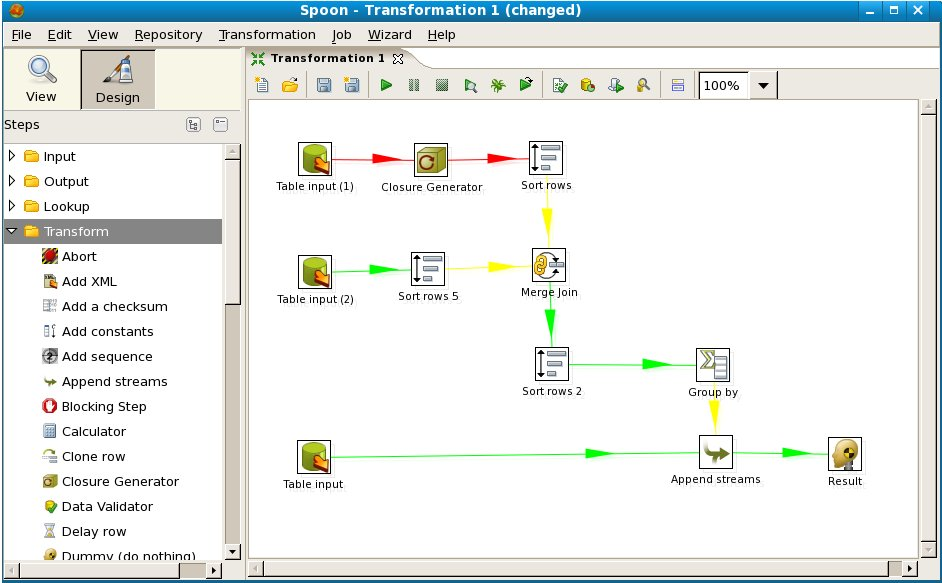 Spoon - Transformation 1 (changed)
File Edit View Repository Transformation Job Wizard Help
View
Design
Steps
Input
Output
Lookup
Transform
Abort
Add XML
Add a checksum
Add constants
Add sequence
Append streams
Blocking Step
Calculator
Clone row
Closure Generator
Data Validator
Delay row
Dummy (do nothing)
Transformation 1
100%
Table input (1)
Closure Generator
Sort rows
Table input (2)
Sort rows 5
Merge Join
Sort rows 2
Group by
Table input
Append streams
Result